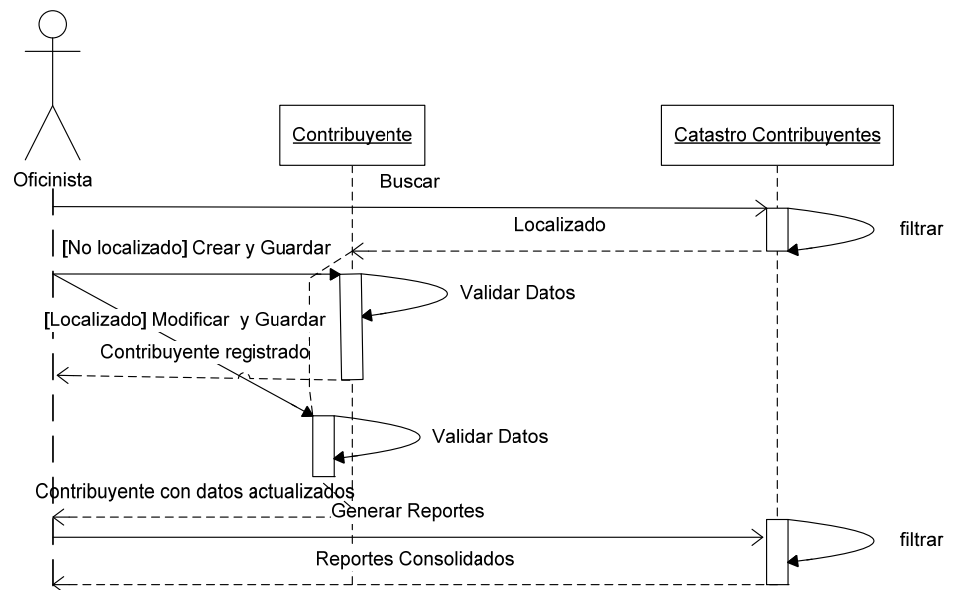 Contribuyente
Catastro Contribuyentes
Oficinista
Buscar
Localizado
filtrar
[No localizado] Crear y Guardar
Validar Datos
[Localizado] Modificar y Guardar
Contribuyente registrado
Validar Datos
Contribuyente con datos actualizados
Generar Reportes
filtrar
Reportes Consolidados